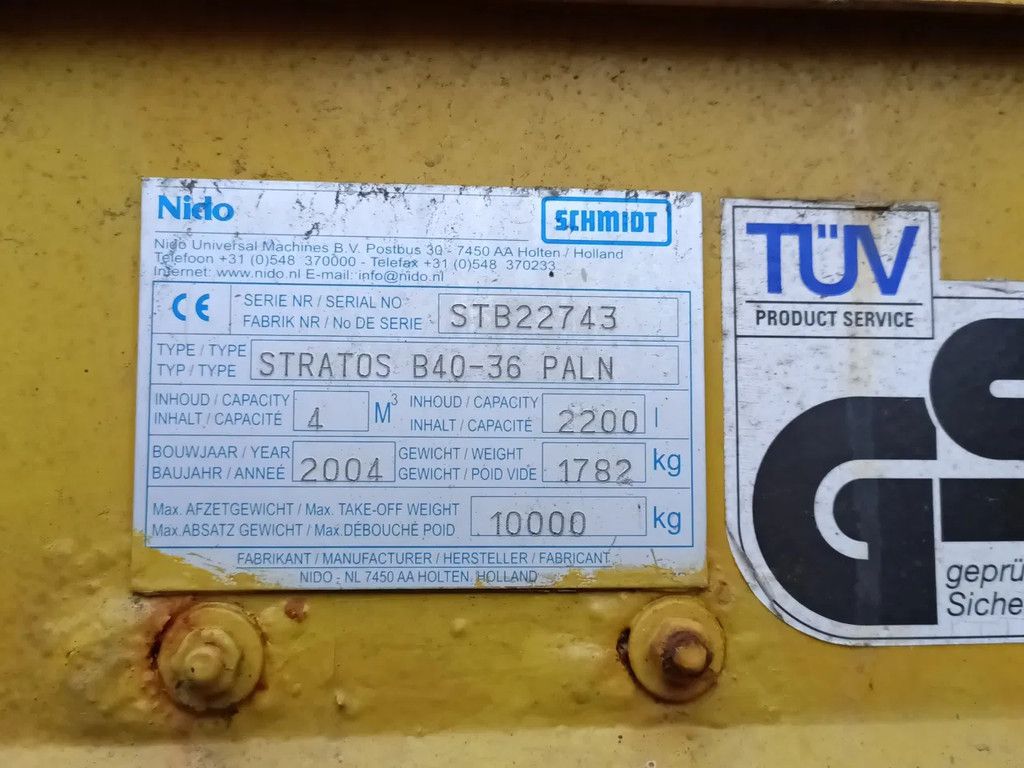 Nido
SCHMIDT
Nido Universal Machines B.V. Postbus 30 - 7450 AA Holten / Holland
Telefoon +31 (0)548 370000 - Telefax +31 (0)548 370233
Internet: www.nido.nl E-mail: info@nido.nl
CE
SERIE NR / SERIAL NO
FABRIK NR / No DE SERIE
STB22743
TYPE / TYPE
TYP / TYPE
STRATOS B40-36 PALN
INHOUD / CAPACITY
INHALT / CAPACITÉ
4 M³
INHOUD / CAPACITY
INHALT / CAPACITÉ
2200 l
BOUWJAAR / YEAR
BAUJAHR / ANNEÉ
2004
GEWICHT / WEIGHT
GEWICHT / POID VIDE
1782 kg
Max. AFZETGEWICHT / Max. TAKE-OFF WEIGHT
Max. ABSATZ GEWICHT / Max. DÉBOUCHÉ POID
10000 kg
FABRIKANT / MANUFACTURER / HERSTELLER / FABRICANT
NIDO - NL 7450 AA HOLTEN, HOLLAND
TÜV
PRODUCT SERVICE
GS
geprü
Siche